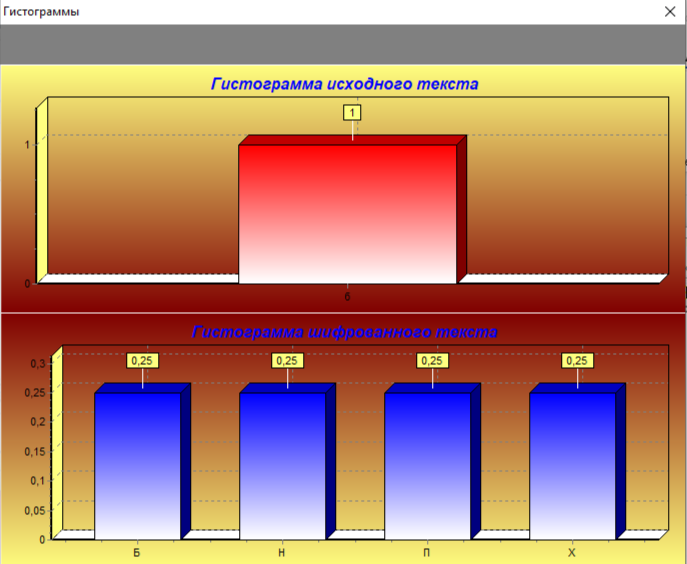 Гистограммы
Гистограмма исходного текста
1
1
0
б
Гистограмма шифрованного текста
0,25 0,25 0,25 0,25
0,3
0,25
0,2
0,15
0,1
0,05
0
Б Н П Х